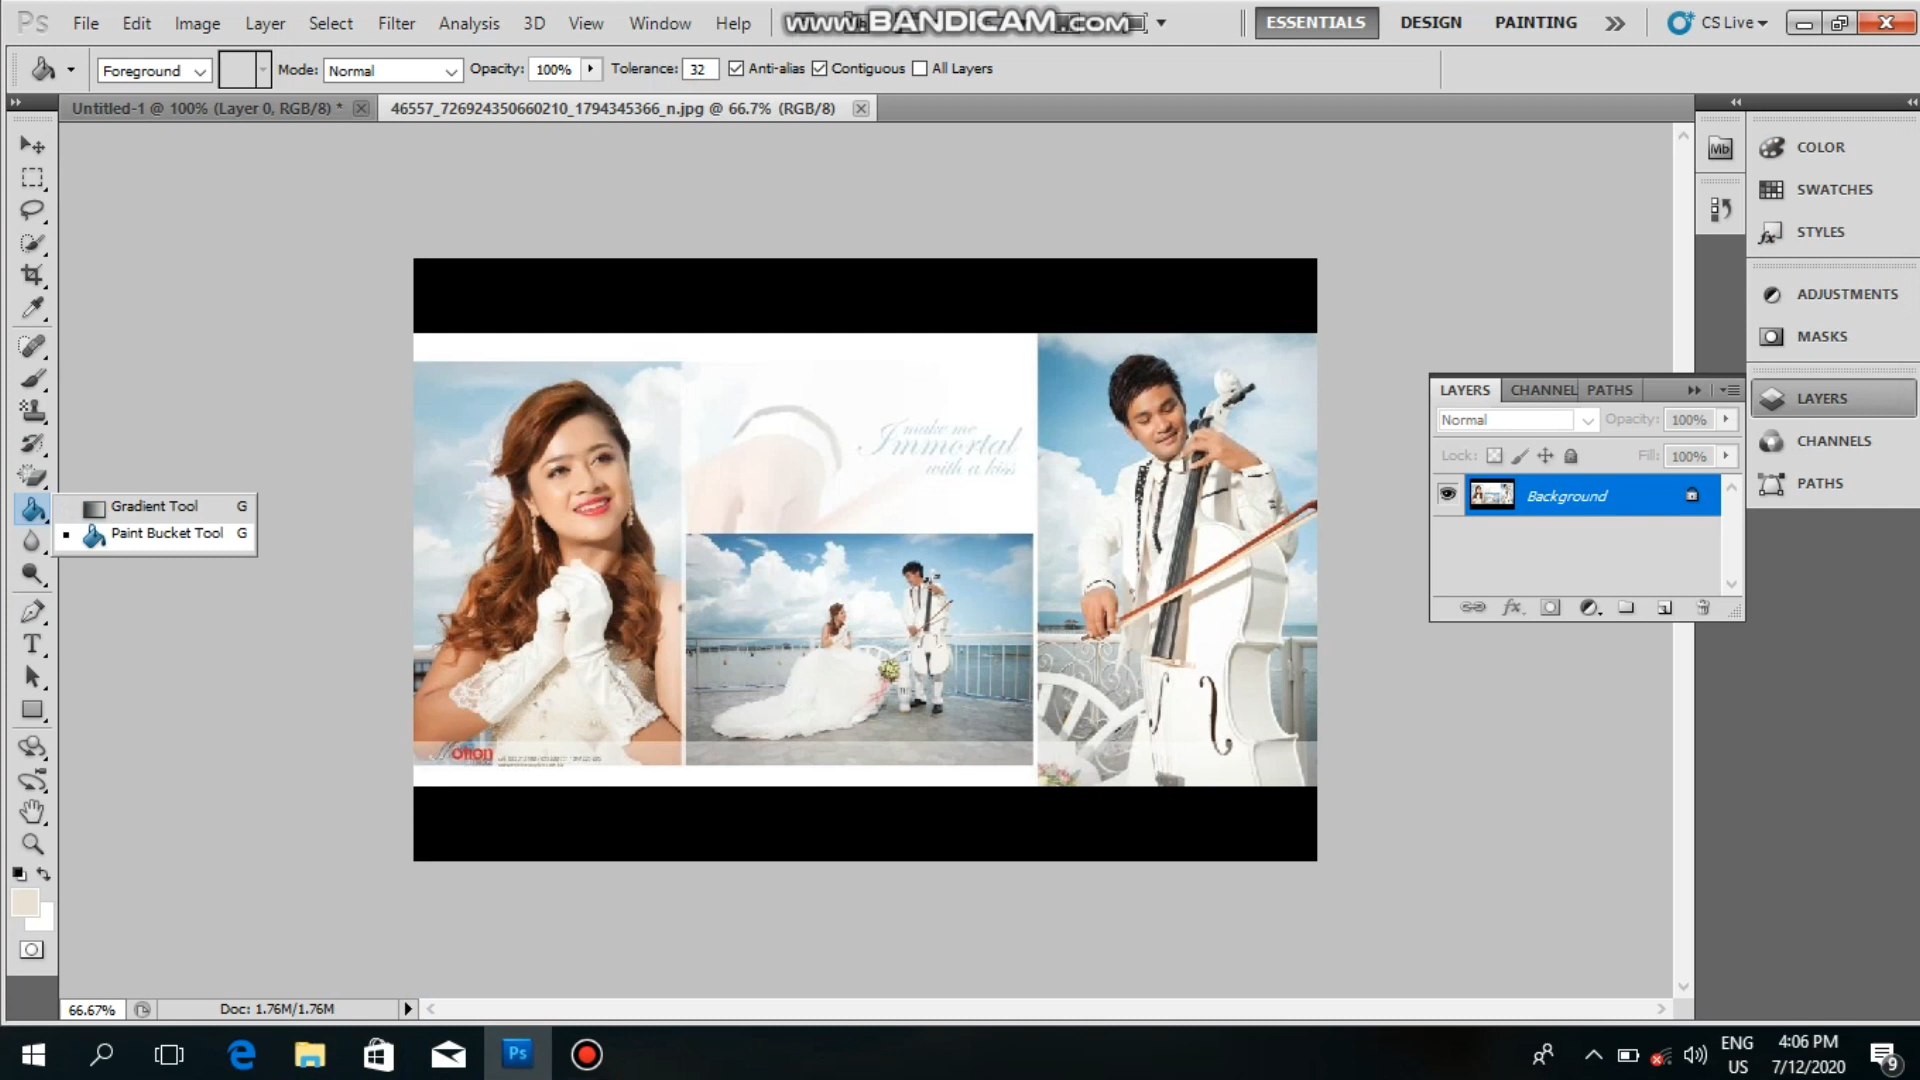 Ps File Edit Image Layer Select Filter Analysis 3D View Window Help www.BANDICAM.com ESSENTIALS DESIGN PAINTING CS Live
Foreground Mode: Normal Opacity: 100% Tolerance: 32 Anti-alias Contiguous All Layers
Untitled-1 @ 100% (Layer 0, RGB/8) * 46557_726924350660210_1794345366_n.jpg @ 66.7% (RGB/8)
Mb COLOR
SWATCHES
STYLES
ADJUSTMENTS
MASKS
LAYERS
CHANNELS
PATHS
LAYERS CHANNEL PATHS
Normal Opacity: 100%
Lock: Fill: 100%
Background
Gradient Tool G
Paint Bucket Tool G
make me
Immortal
with a kiss
Motion
66.67% Doc: 1.76M/1.76M
Ps ENG 4:06 PM
US 7/12/2020 9